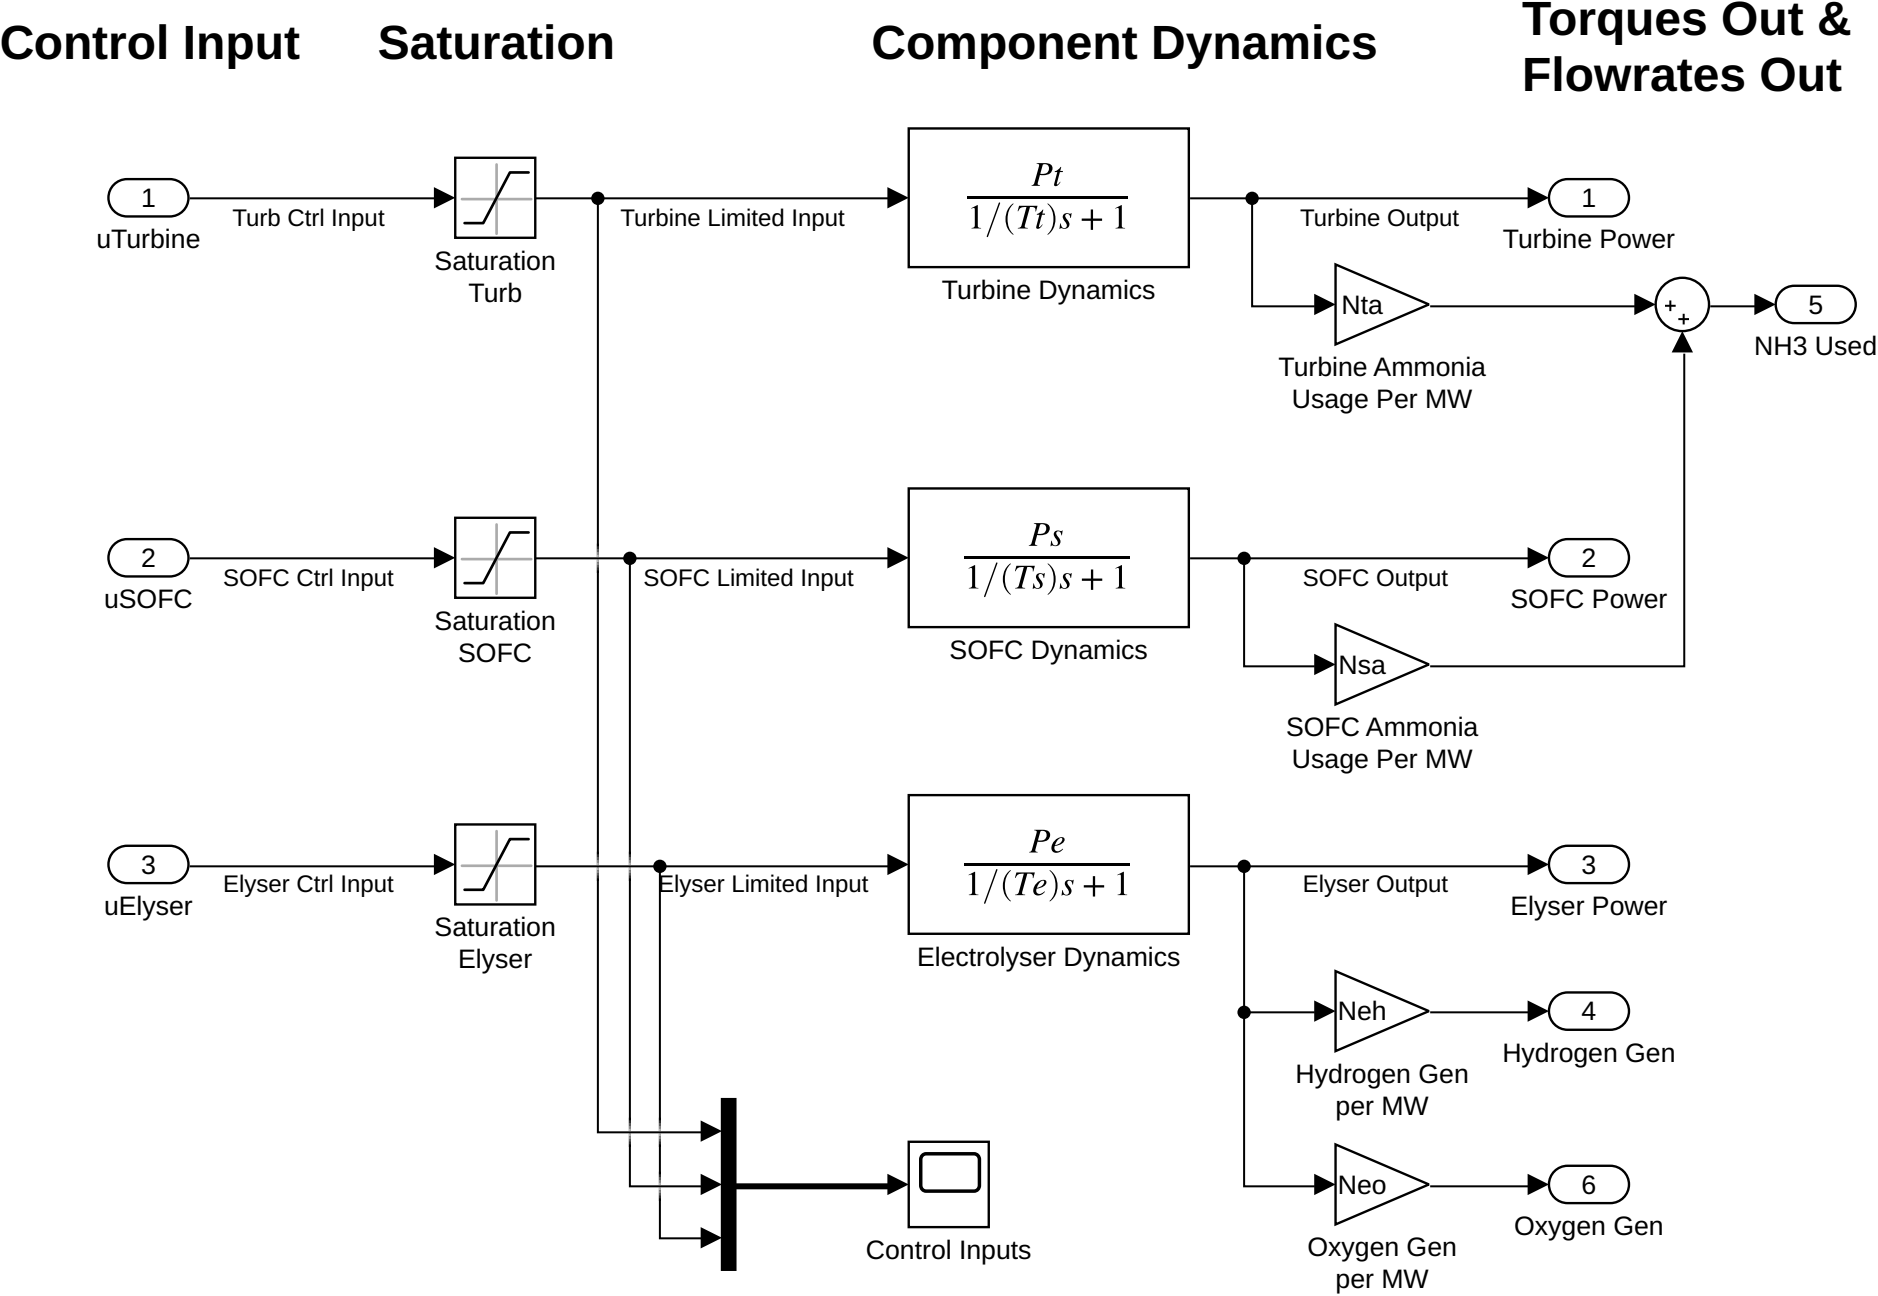 Control Input
Saturation
Component Dynamics
Torques Out &
Flowrates Out
1
uTurbine
Turb Ctrl Input
Saturation
Turb
Turbine Limited Input
Pt
1/(Tt)s + 1
Turbine Dynamics
Turbine Output
1
Turbine Power
Nta
Turbine Ammonia
Usage Per MW
+
+
5
NH3 Used
2
uSOFC
SOFC Ctrl Input
Saturation
SOFC
SOFC Limited Input
Ps
1/(Ts)s + 1
SOFC Dynamics
SOFC Output
2
SOFC Power
Nsa
SOFC Ammonia
Usage Per MW
3
uElyser
Elyser Ctrl Input
Saturation
Elyser
Elyser Limited Input
Pe
1/(Te)s + 1
Electrolyser Dynamics
Elyser Output
3
Elyser Power
Neh
Hydrogen Gen
per MW
4
Hydrogen Gen
Control Inputs
Neo
Oxygen Gen
per MW
6
Oxygen Gen